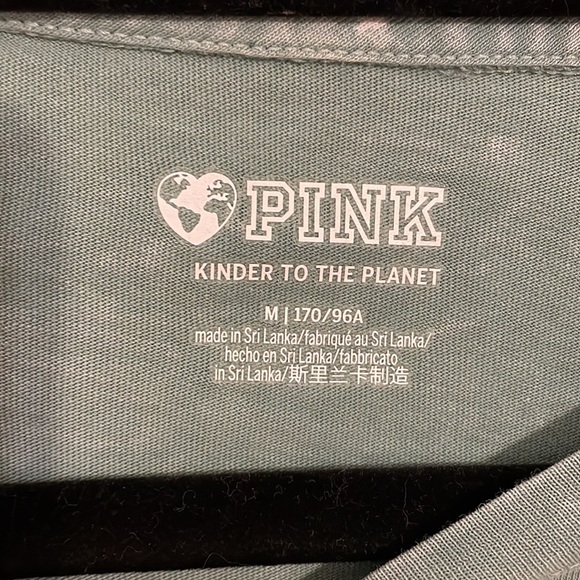 PINK
KINDER TO THE PLANET
M | 170/96A
made in Sri Lanka/fabriqué au Sri Lanka/
hecho en Sri Lanka/fabbricato
in Sri Lanka/斯里兰卡制造